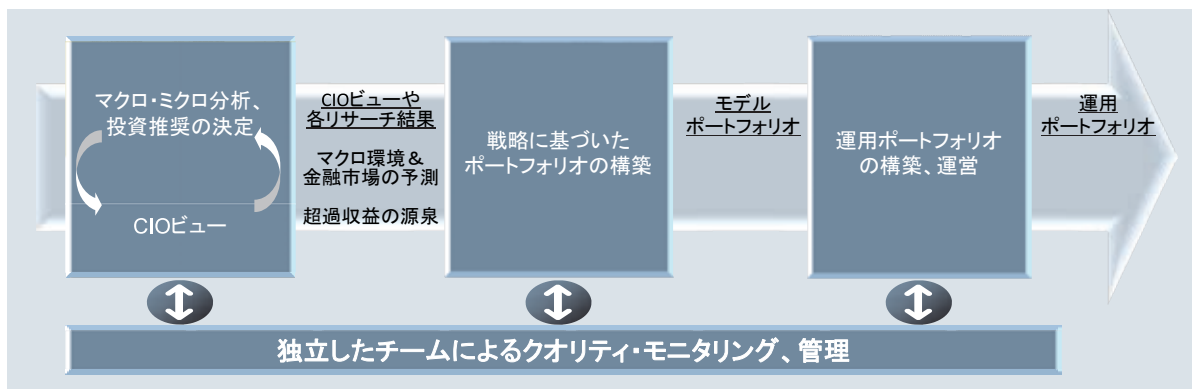 マクロ・ミクロ分析、
投資推奨の決定
CIOビュー
CIOビューや
各リサーチ結果
マクロ環境＆
金融市場の予測
超過収益の源泉
戦略に基づいた
ポートフォリオの構築
モデル
ポートフォリオ
運用ポートフォリオ
の構築、運営
運用
ポートフォリオ
独立したチームによるクオリティ・モニタリング、管理